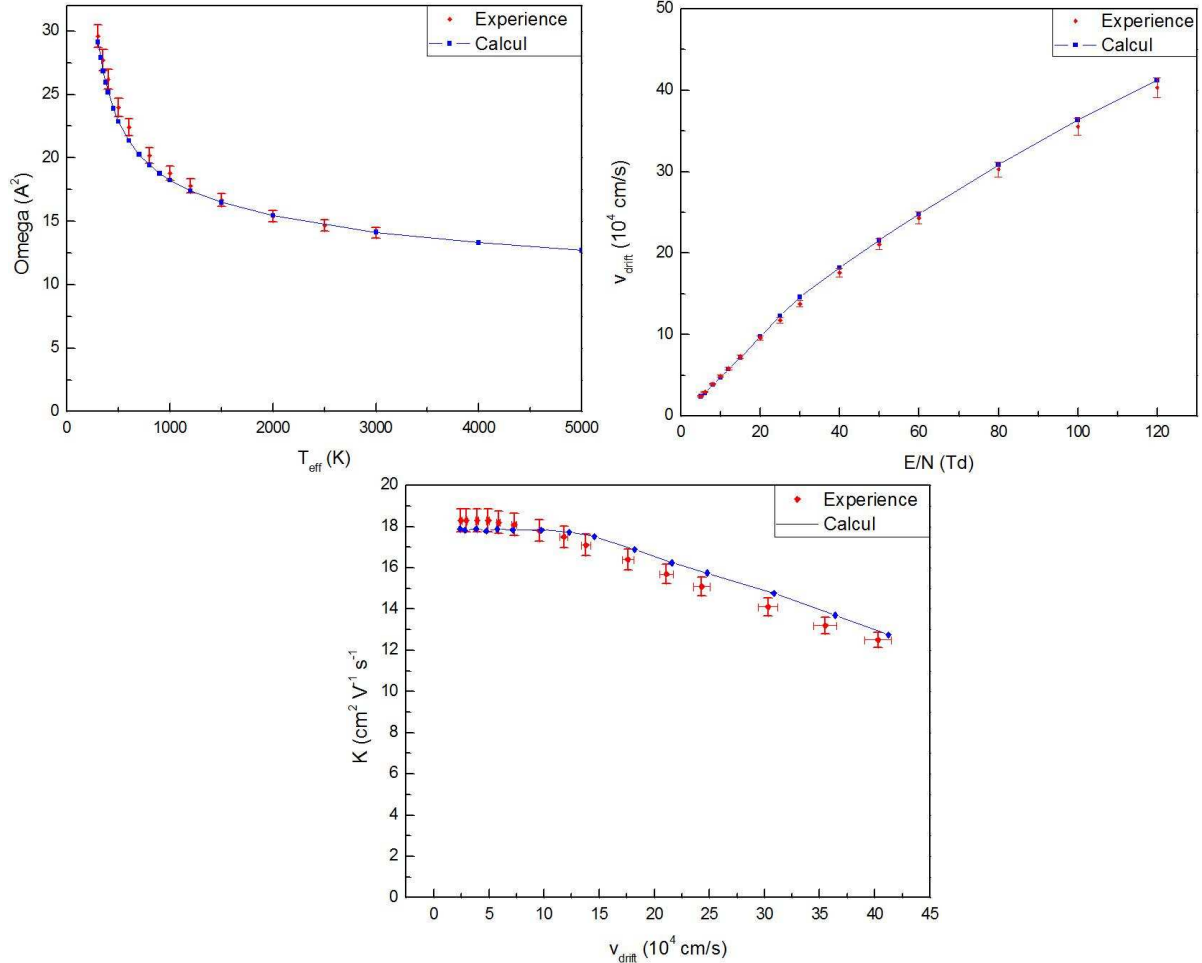 Experience
Calcul
30
25
20
15
10
5
0
Omega (A²)
0 1000 2000 3000 4000 5000
T_eff (K)
Experience
Calcul
50
40
30
20
10
0
v_drift (10⁴ cm/s)
0 20 40 60 80 100 120
E/N (Td)
Experience
Calcul
20
18
16
14
12
10
8
6
4
2
0
K (cm² V⁻¹ s⁻¹)
0 5 10 15 20 25 30 35 40 45
v_drift (10⁴ cm/s)